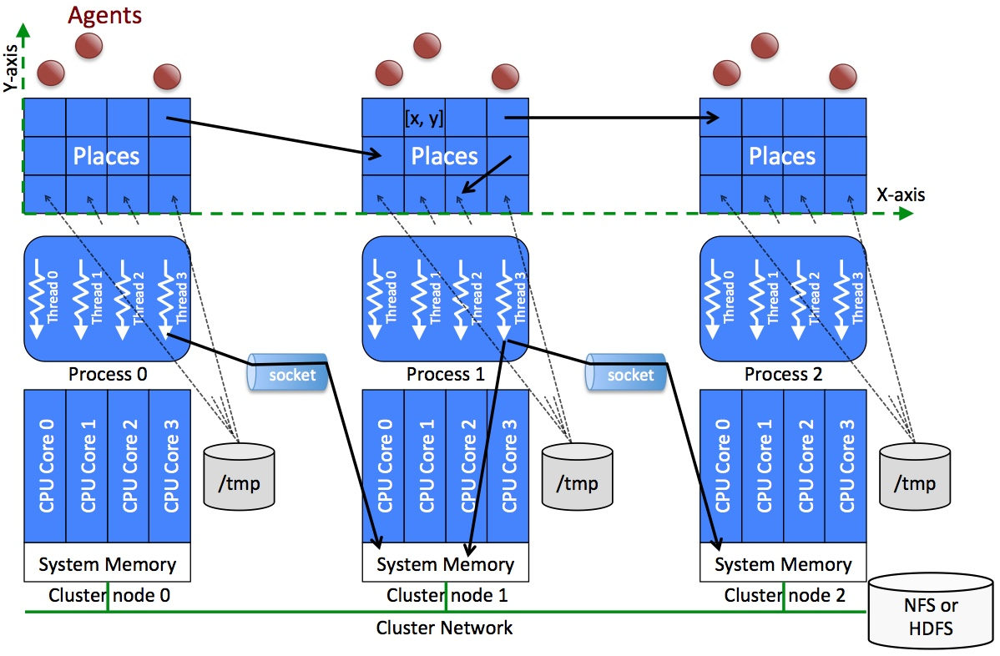 Agents
Y-axis
[x, y]
Places
Places
Places
X-axis
Thread 0
Thread 1
Thread 2
Thread 3
Thread 0
Thread 1
Thread 2
Thread 3
Thread 0
Thread 1
Thread 2
Thread 3
Process 0
socket
Process 1
socket
Process 2
CPU Core 0
CPU Core 1
CPU Core 2
CPU Core 3
/tmp
CPU Core 0
CPU Core 1
CPU Core 2
CPU Core 3
/tmp
CPU Core 0
CPU Core 1
CPU Core 2
CPU Core 3
/tmp
System Memory
System Memory
System Memory
Cluster node 0
Cluster node 1
Cluster node 2
Cluster Network
NFS or
HDFS